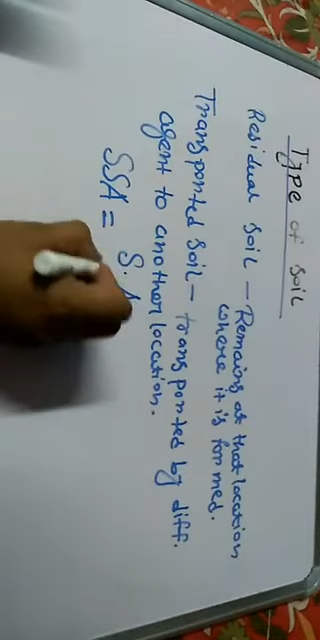 Type of soil
Residual soil - Remains at that location
where it is formed.
Transported soil - transported by diff.
agent to another location.
SSA = S.A